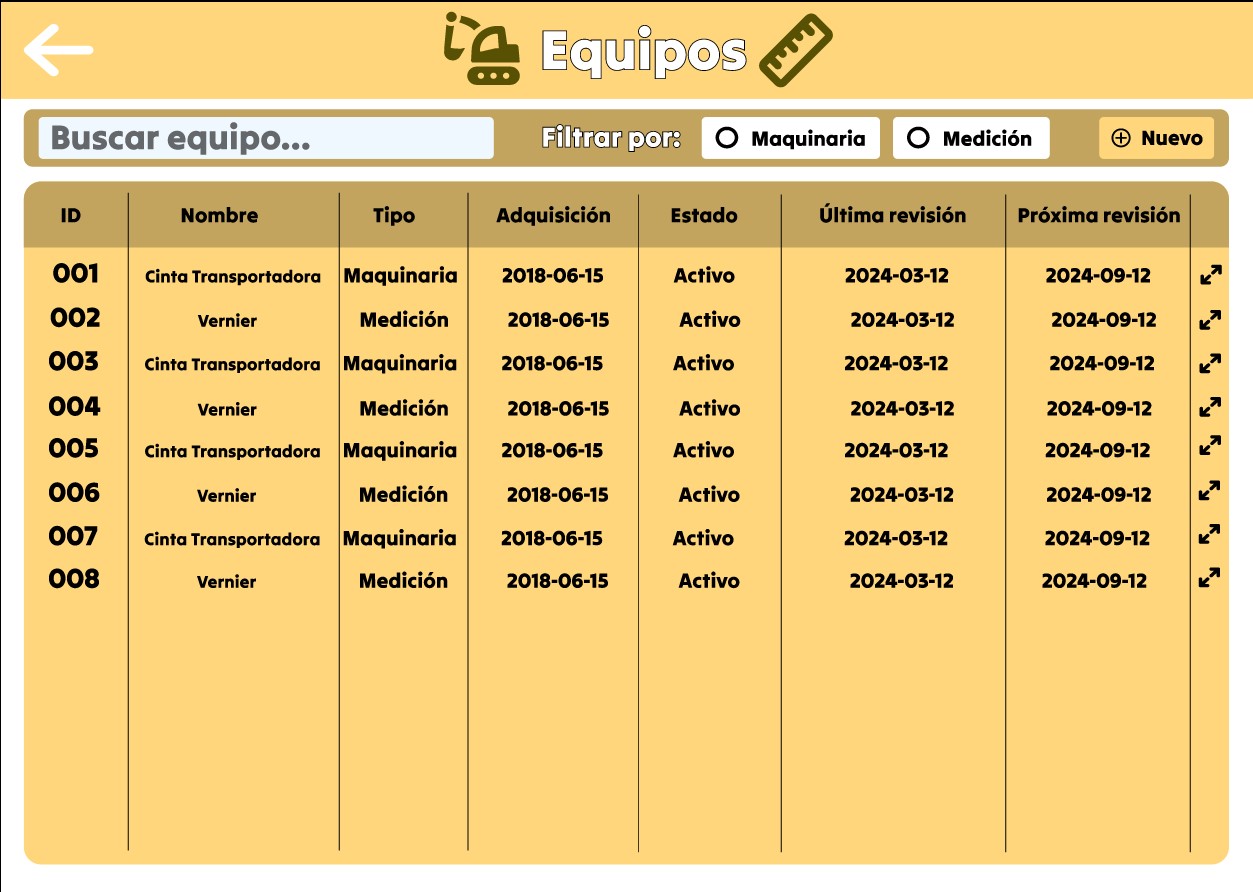 Equipos
Buscar equipo... Filtrar por: Maquinaria Medición Nuevo
ID Nombre Tipo Adquisición Estado Última revisión Próxima revisión
001 Cinta Transportadora Maquinaria 2018-06-15 Activo 2024-03-12 2024-09-12
002 Vernier Medición 2018-06-15 Activo 2024-03-12 2024-09-12
003 Cinta Transportadora Maquinaria 2018-06-15 Activo 2024-03-12 2024-09-12
004 Vernier Medición 2018-06-15 Activo 2024-03-12 2024-09-12
005 Cinta Transportadora Maquinaria 2018-06-15 Activo 2024-03-12 2024-09-12
006 Vernier Medición 2018-06-15 Activo 2024-03-12 2024-09-12
007 Cinta Transportadora Maquinaria 2018-06-15 Activo 2024-03-12 2024-09-12
008 Vernier Medición 2018-06-15 Activo 2024-03-12 2024-09-12